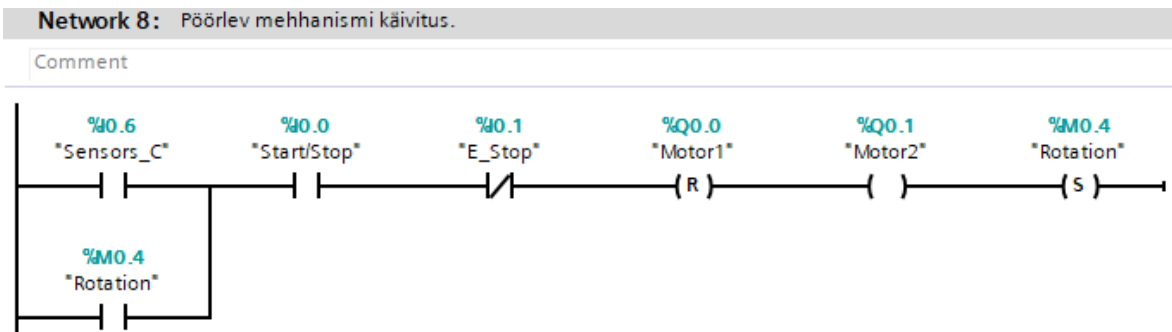 Network 8: Pöörlev mehhanismi käivitus.
Comment
%I0.6 %I0.0 %I0.1 %Q0.0 %Q0.1 %M0.4
"Sensors_C" "Start/Stop" "E_Stop" "Motor1" "Motor2" "Rotation"
R S
%M0.4
"Rotation"